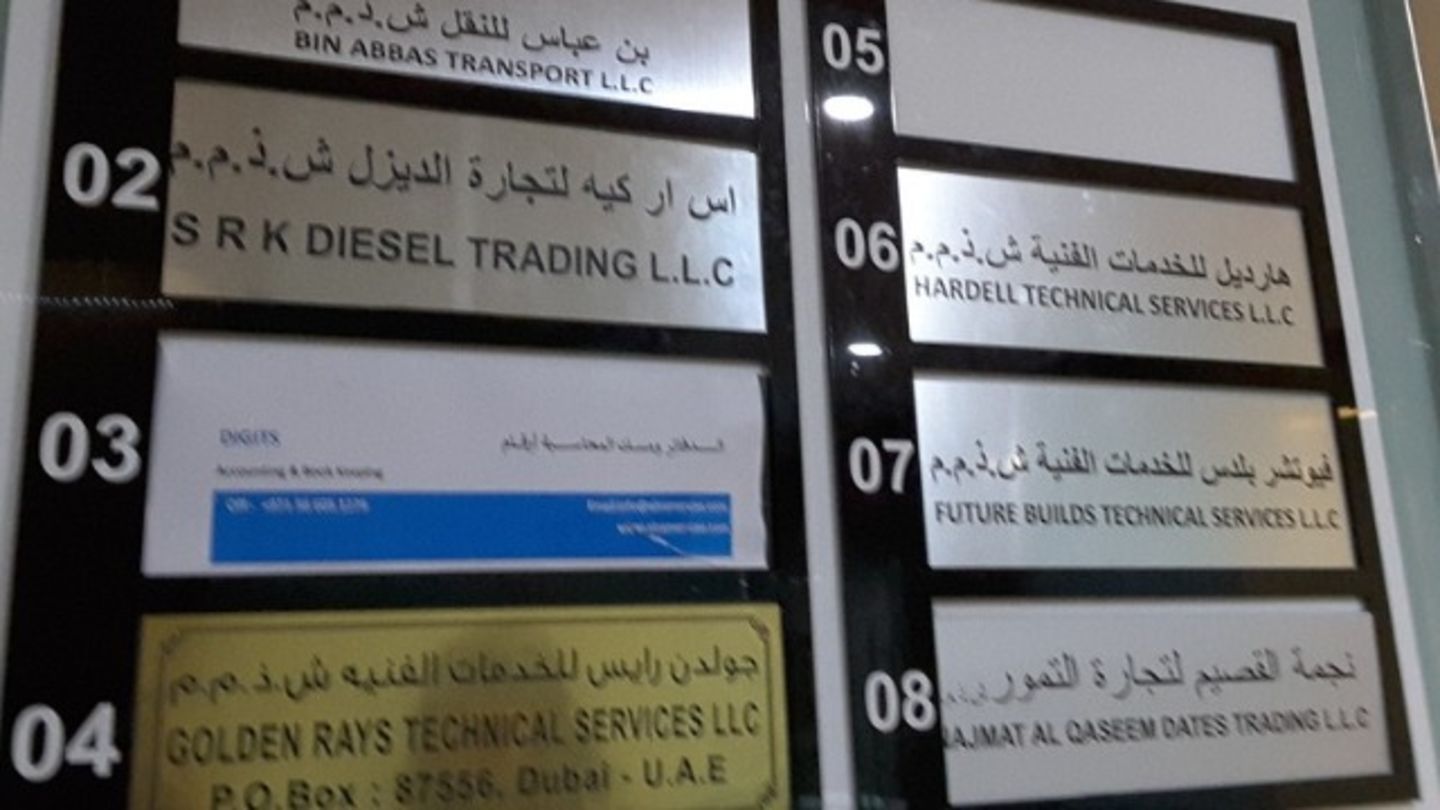 بن عباس للنقل ش.ذ.م.م
BIN ABBAS TRANSPORT L.L.C
02
اس ار كيه لتجارة الديزل ش.ذ.م.م
S R K DIESEL TRADING L.L.C
03
DIGITS
Accounting & Book Keeping
04
جولدن رايس للخدمات الفنيه ش.ذ.م.م
GOLDEN RAYS TECHNICAL SERVICES LLC
P.O.Box : 87556, Dubai - U.A.E
05
06
هارديل للخدمات الفنية ش.ذ.م.م
HARDELL TECHNICAL SERVICES L.L.C
07
فيوتشر بلدس للخدمات الفنية ش.ذ.م.م
FUTURE BUILDS TECHNICAL SERVICES L.L.C
08
نجمة القصيم لتجارة التمور
NAJMAT AL QASEEM DATES TRADING L.L.C